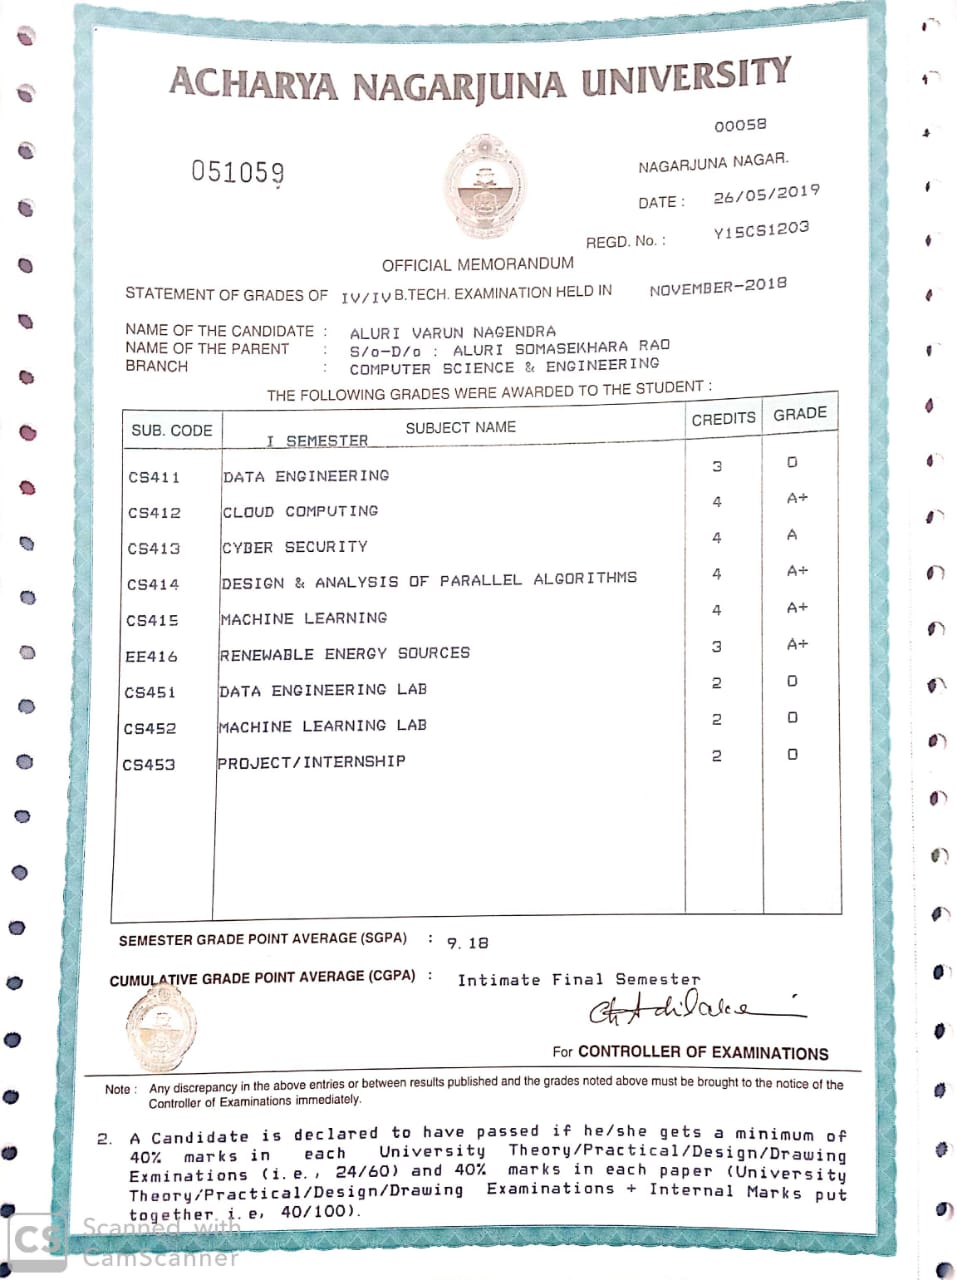 ACHARYA NAGARJUNA UNIVERSITY
00058
051059
NAGARJUNA NAGAR.
DATE : 26/05/2019
REGD. No. : Y15CS1203
OFFICIAL MEMORANDUM
STATEMENT OF GRADES OF IV/IV B.TECH. EXAMINATION HELD IN NOVEMBER-2018
NAME OF THE CANDIDATE : ALURI VARUN NAGENDRA
NAME OF THE PARENT : S/o-D/o : ALURI SOMASEKHARA RAO
BRANCH : COMPUTER SCIENCE & ENGINEERING
THE FOLLOWING GRADES WERE AWARDED TO THE STUDENT :
SUB. CODE SUBJECT NAME CREDITS GRADE
I SEMESTER
CS411 DATA ENGINEERING 3 O
CS412 CLOUD COMPUTING 4 A+
CS413 CYBER SECURITY 4 A
CS414 DESIGN & ANALYSIS OF PARALLEL ALGORITHMS 4 A+
CS415 MACHINE LEARNING 4 A+
EE416 RENEWABLE ENERGY SOURCES 3 A+
CS451 DATA ENGINEERING LAB 2 O
CS452 MACHINE LEARNING LAB 2 O
CS453 PROJECT/INTERNSHIP 2 O
SEMESTER GRADE POINT AVERAGE (SGPA) : 9.18
CUMULATIVE GRADE POINT AVERAGE (CGPA) : Intimate Final Semester
For CONTROLLER OF EXAMINATIONS
Note : Any discrepancy in the above entries or between results published and the grades noted above must be brought to the notice of the
Controller of Examinations immediately.
2. A Candidate is declared to have passed if he/she gets a minimum of
40% marks in each University Theory/Practical/Design/Drawing
Exminations (i.e., 24/60) and 40% marks in each paper (University
Theory/Practical/Design/Drawing Examinations + Internal Marks put
together i.e, 40/100).
CS Scanned with
CamScanner